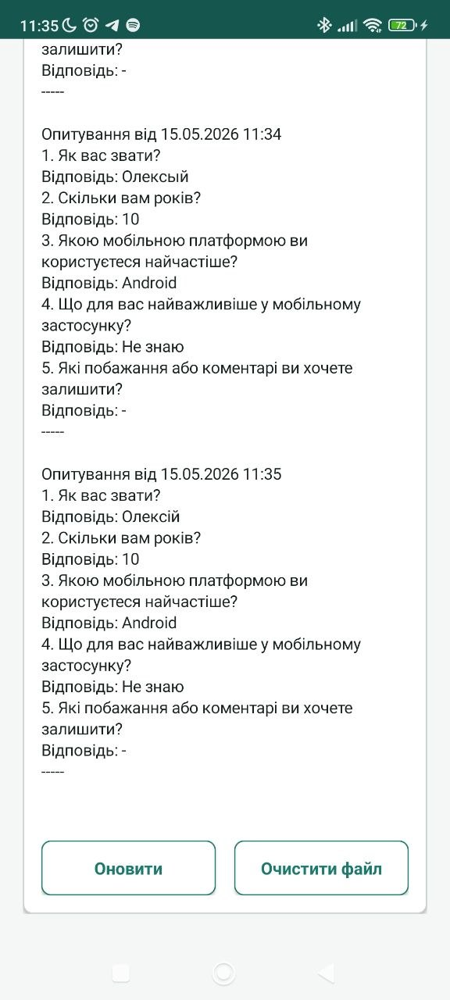 11:35
72
залишити?
Відповідь: -
-----
Опитування від 15.05.2026 11:34
1. Як вас звати?
Відповідь: Олексый
2. Скільки вам років?
Відповідь: 10
3. Якою мобільною платформою ви
користуєтеся найчастіше?
Відповідь: Android
4. Що для вас найважливіше у мобільному
застосунку?
Відповідь: Не знаю
5. Які побажання або коментарі ви хочете
залишити?
Відповідь: -
-----
Опитування від 15.05.2026 11:35
1. Як вас звати?
Відповідь: Олексій
2. Скільки вам років?
Відповідь: 10
3. Якою мобільною платформою ви
користуєтеся найчастіше?
Відповідь: Android
4. Що для вас найважливіше у мобільному
застосунку?
Відповідь: Не знаю
5. Які побажання або коментарі ви хочете
залишити?
Відповідь: -
-----
Оновити
Очистити файл